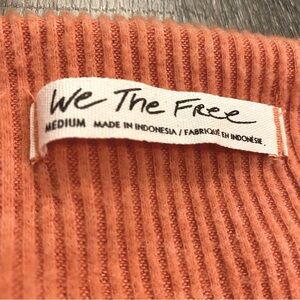 We The Free
MEDIUM MADE IN INDONESIA / FABRIQUÉ EN INDONÉSIE.